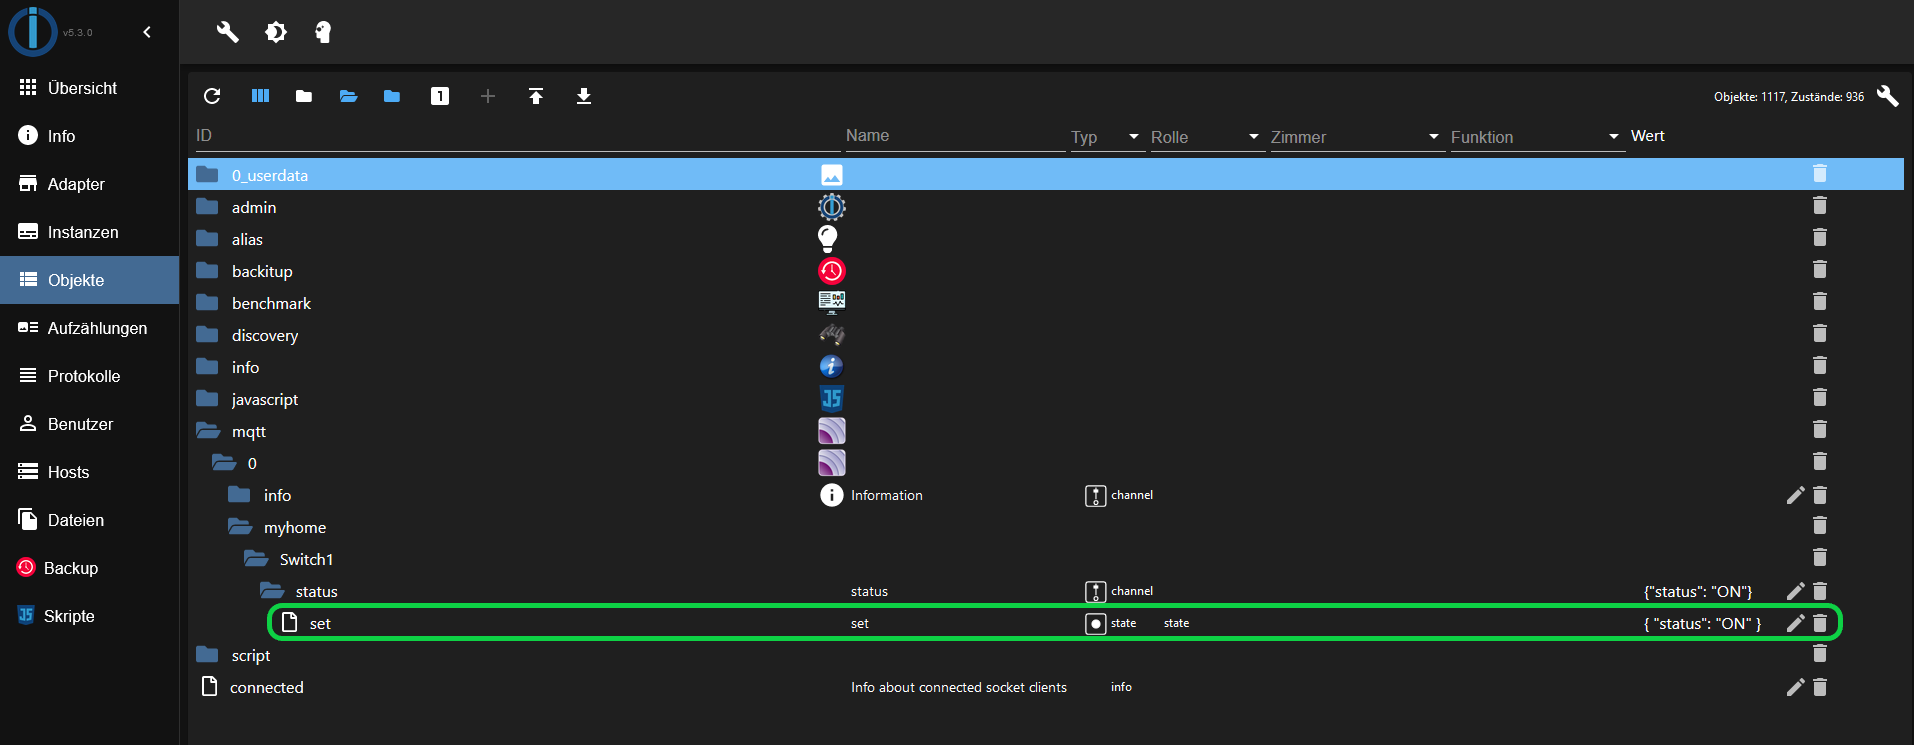 v5.3.0
Übersicht
Info
Adapter
Instanzen
Objekte
Aufzählungen
Protokolle
Benutzer
Hosts
Dateien
Backup
Skripte
1
Objekte: 1117, Zustände: 936
ID Name Typ Rolle Zimmer Funktion Wert
0_userdata
admin
alias
backitup
benchmark
discovery
info
javascript
mqtt
0
info Information channel
myhome
Switch1
status status channel {"status": "ON"}
set set state state { "status": "ON" }
script
connected Info about connected socket clients info